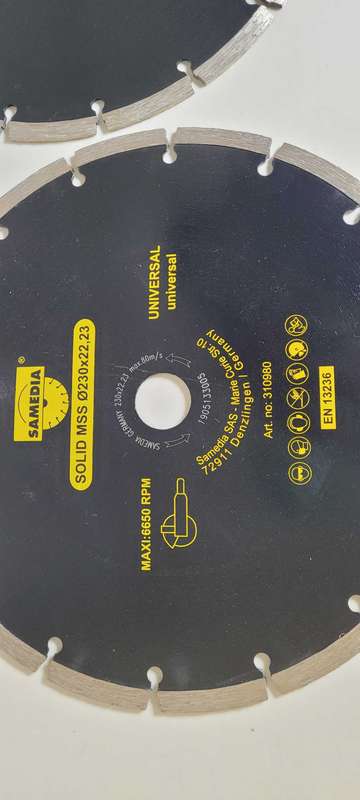 SAMEDIA
®
SOLID MSS Ø230x22,23
UNIVERSAL
universal
SAMEDIA GERMANY 230x22,23 max.80m/s
1905133005
MAXI:6650 RPM
Samedia SAS - Marie Curie Str 10
72911 Denzlingen |
Germany
Art. no: 310980
EN 13236